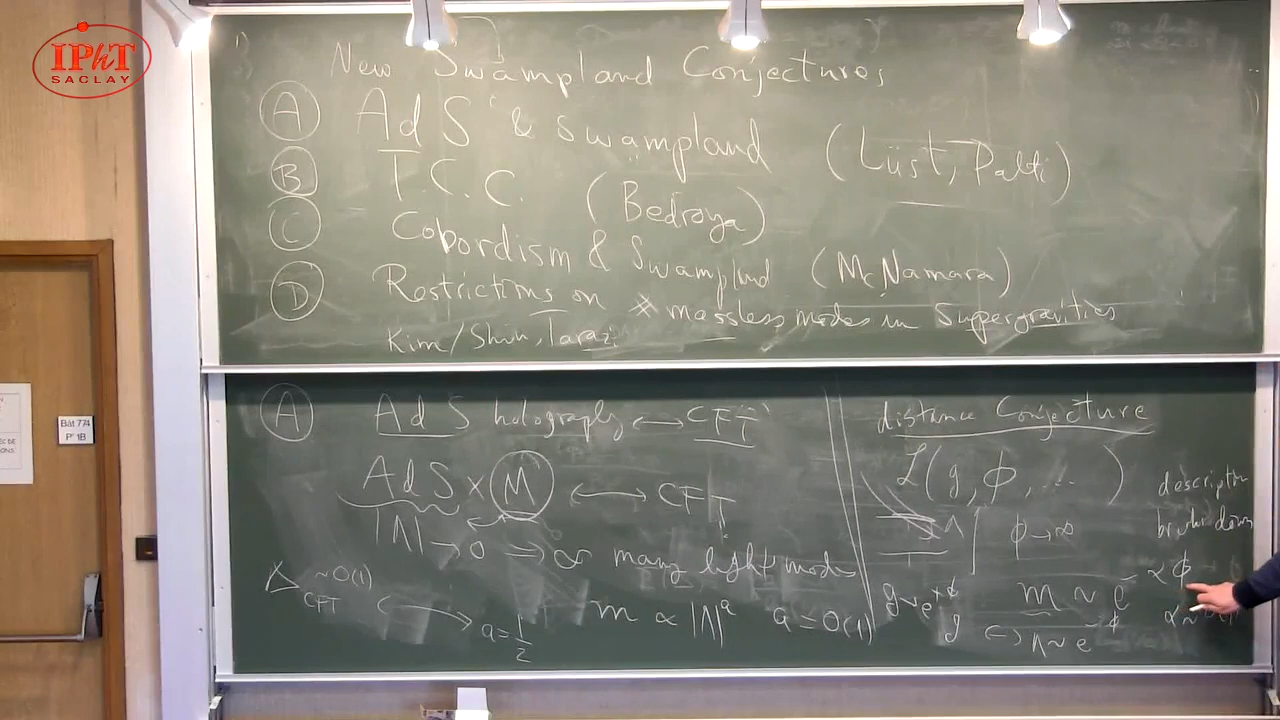 IPhT
SACLAY
New Swampland Conjectures
A AdS & Swampland (Lüst, Palti)
B T.C.C. (Bedroya)
C Cobordism & Swampland (McNamara)
D Restrictions on # massless modes in Supergravities
Kim/Shiu,
Bât 774
P 1B
A AdS holography ↔ CFT
AdS × M ↔ CFT
|Λ| → 0 ⇒ ∞ many light modes
Δ_CFT ~O(1) ↔ a=1/2 m ∝ |Λ|^a a = O(1)
distance Conjecture
L(g, φ, ...)
description
breaks down
Λ φ→∞
m ~ e^-αφ
↔ Λ ~ e^-φ